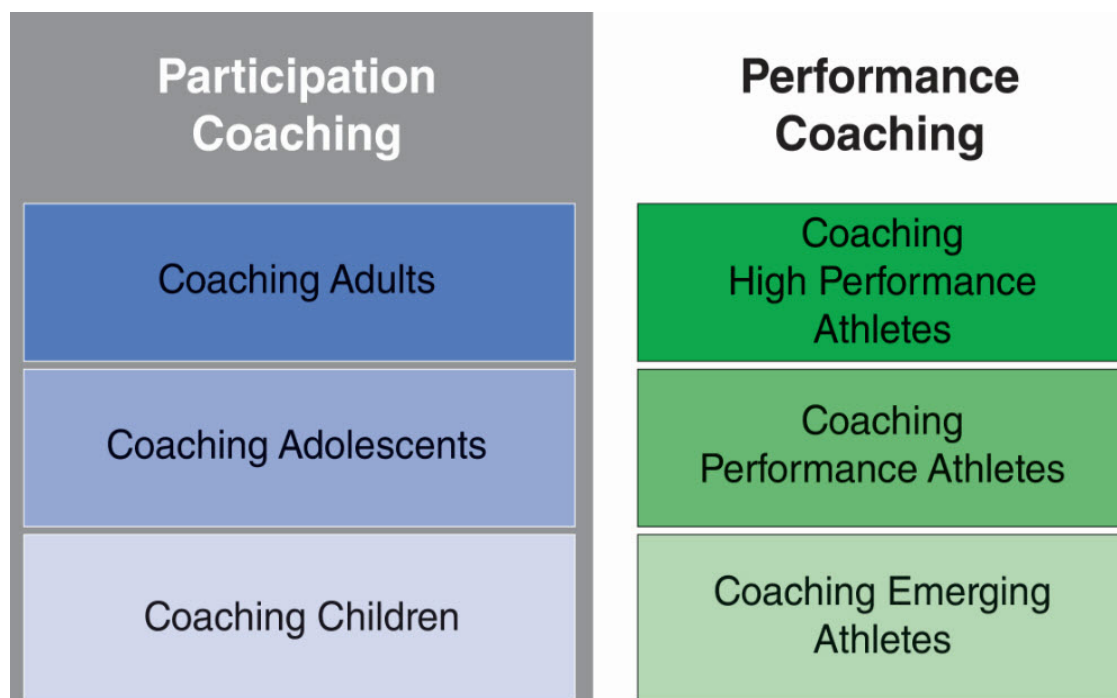 Participation
Coaching
Coaching Adults
Coaching Adolescents
Coaching Children
Performance
Coaching
Coaching
High Performance
Athletes
Coaching
Performance Athletes
Coaching Emerging
Athletes